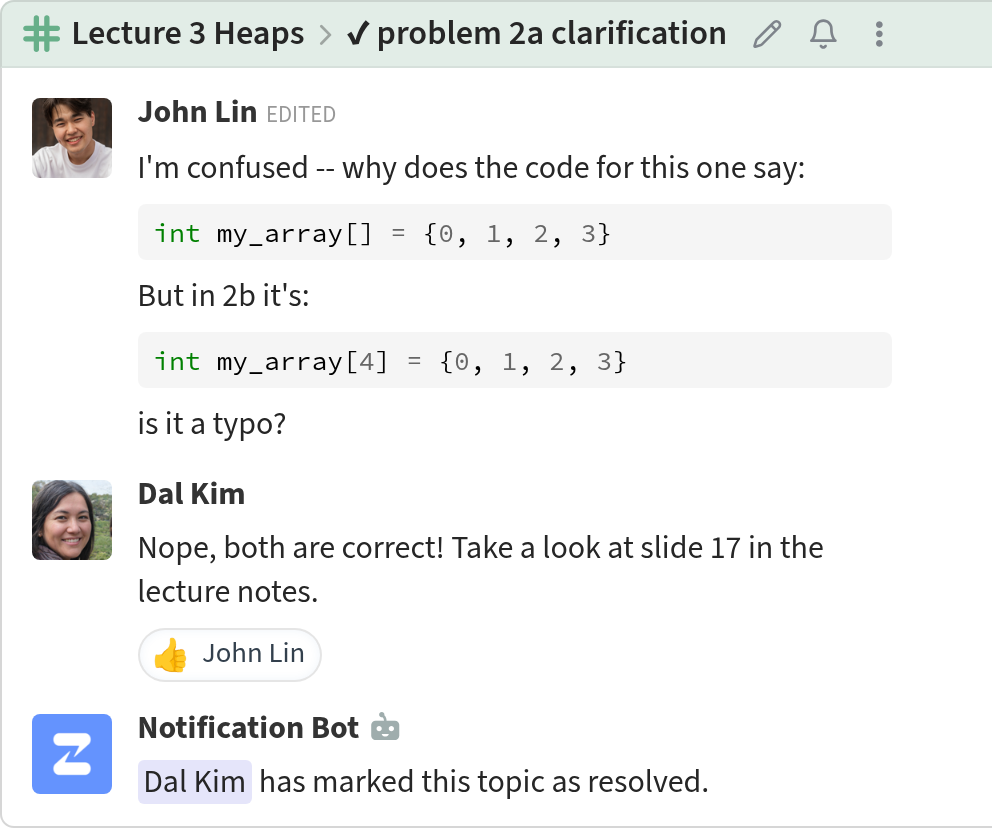 Lecture 3 Heaps > ✔ problem 2a clarification
John Lin EDITED
I'm confused -- why does the code for this one say:
int my_array[] = {0, 1, 2, 3}
But in 2b it's:
int my_array[4] = {0, 1, 2, 3}
is it a typo?
Dal Kim
Nope, both are correct! Take a look at slide 17 in the
lecture notes.
👍 John Lin
Notification Bot
Dal Kim has marked this topic as resolved.